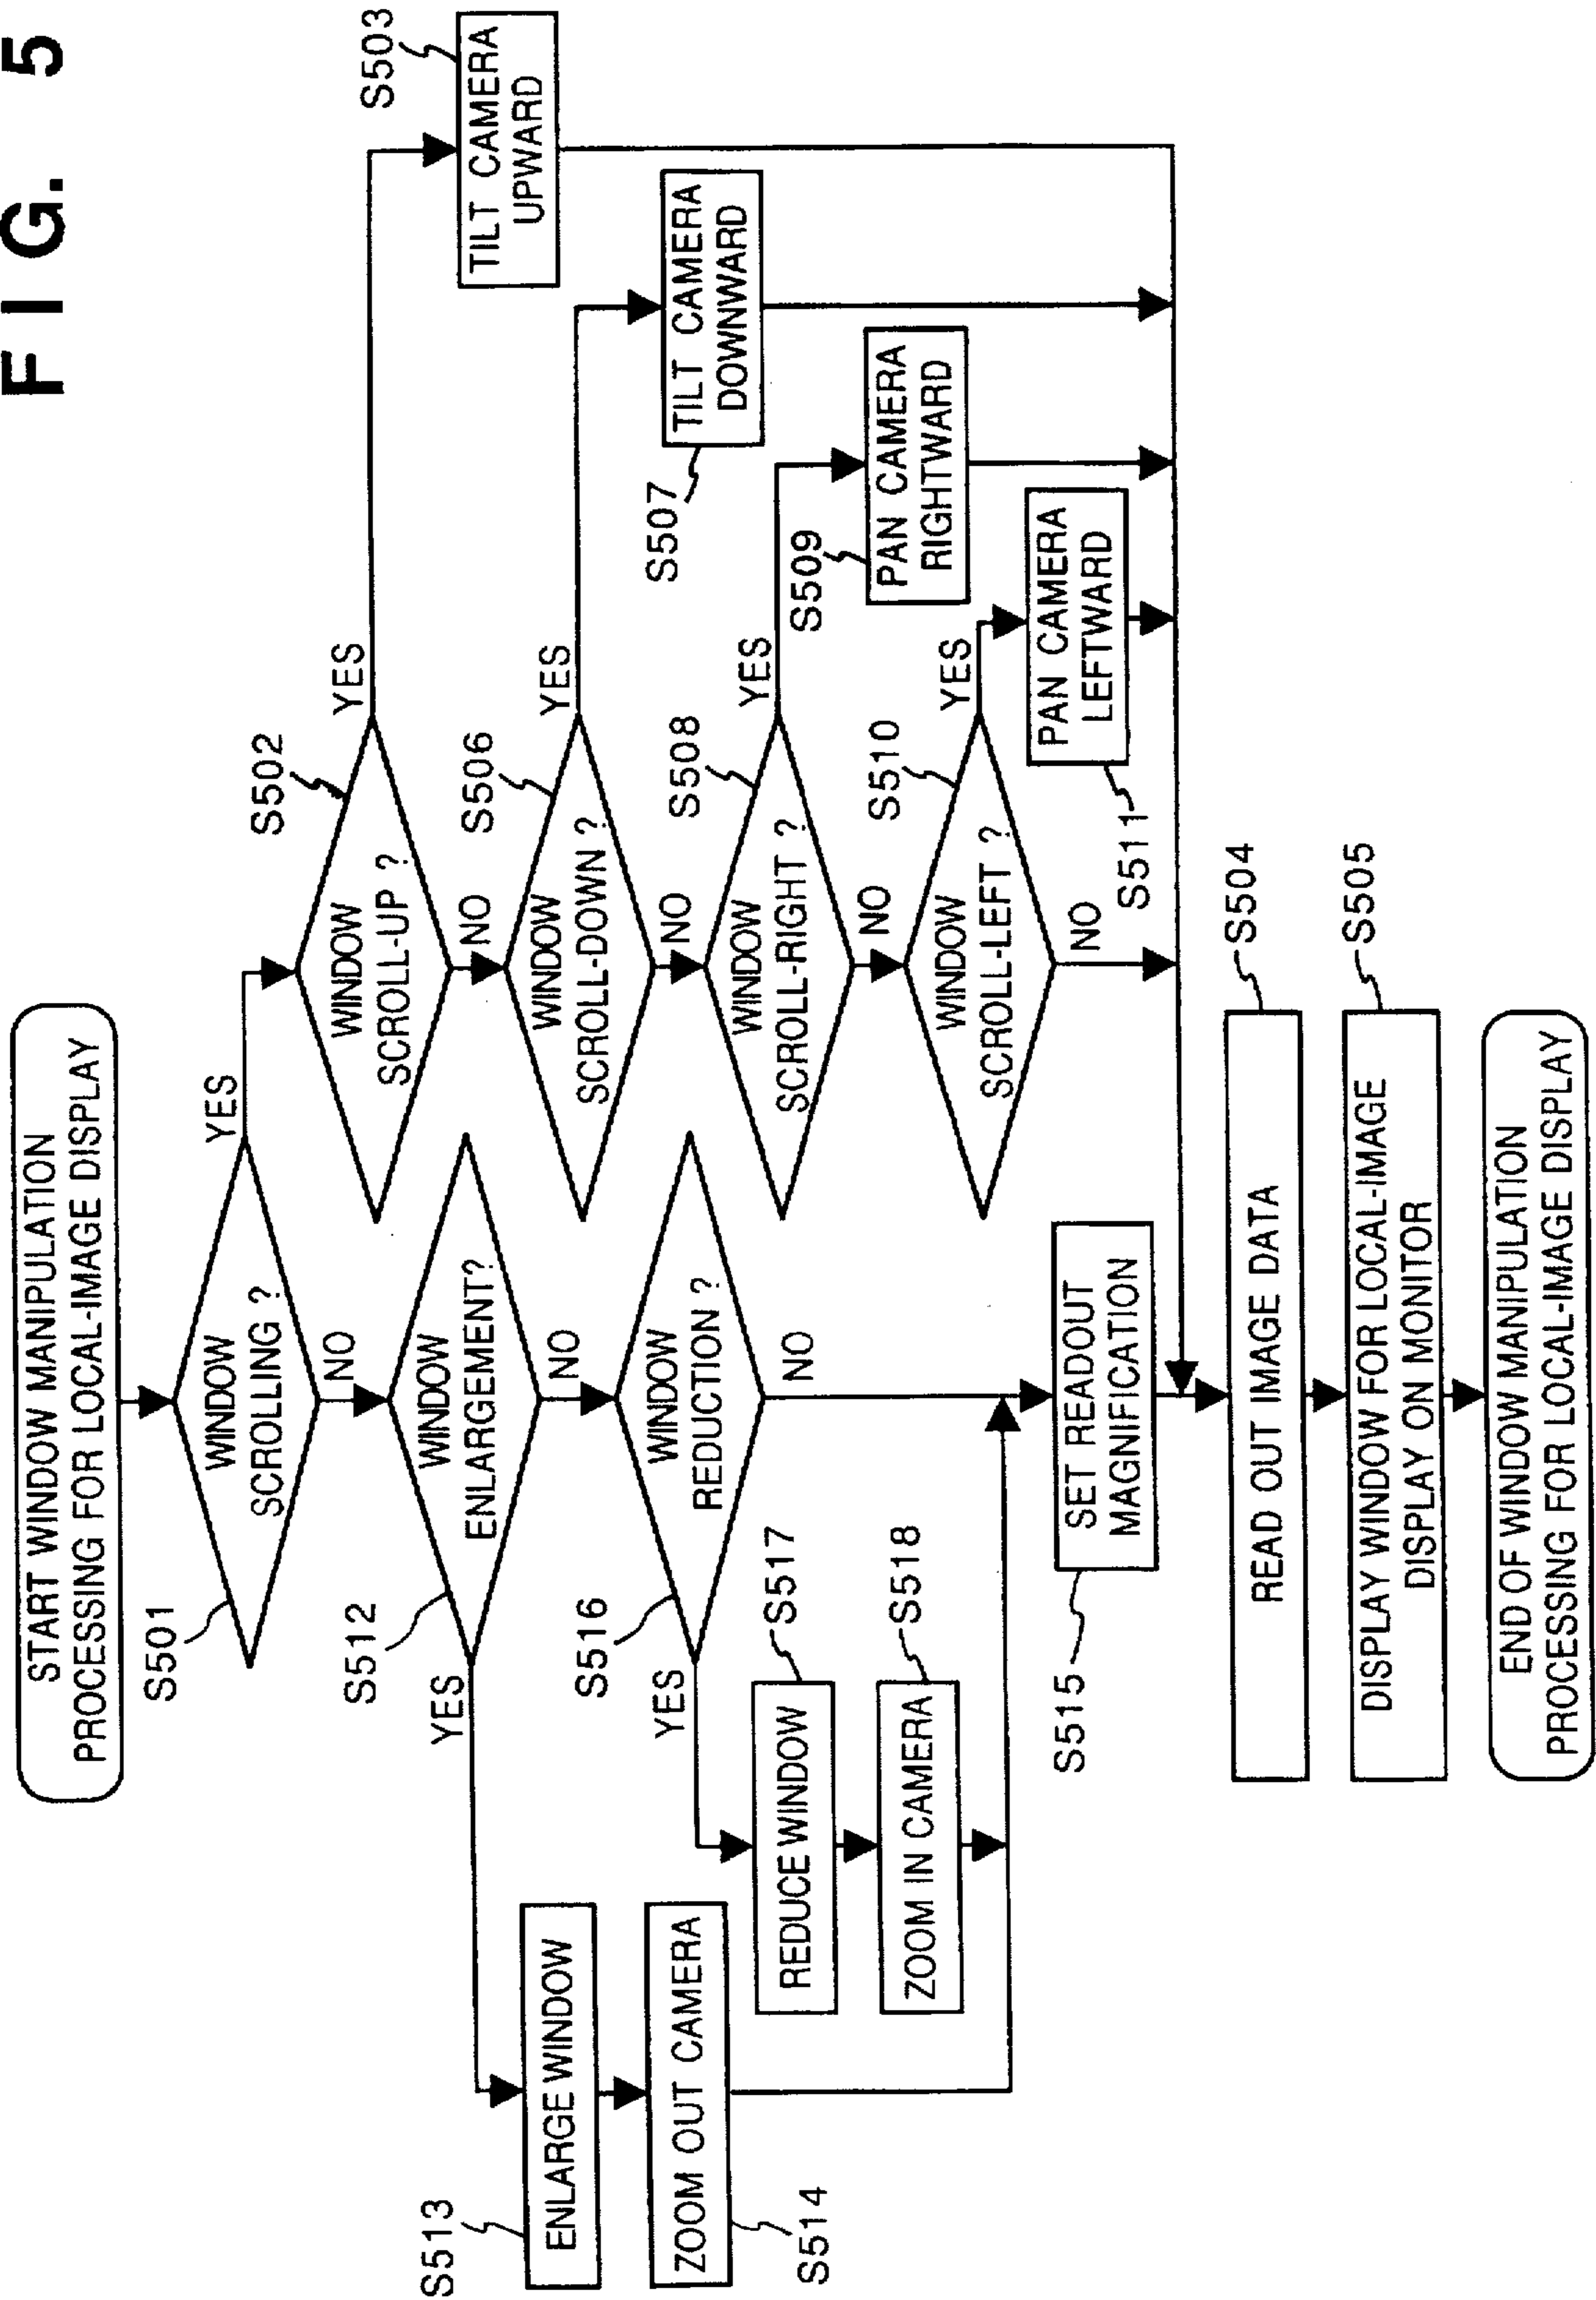 F I G. 5
START WINDOW MANIPULATION
PROCESSING FOR LOCAL-IMAGE DISPLAY
S501
WINDOW
SCROLLING ?
YES
NO
S502
WINDOW
SCROLL-UP ?
YES
NO
S503
TILT CAMERA
UPWARD
S512
WINDOW
ENLARGEMENT?
YES
NO
S506
WINDOW
SCROLL-DOWN ?
YES
NO
S507
TILT CAMERA
DOWNWARD
S513
ENLARGE WINDOW
S514
ZOOM OUT CAMERA
S516
WINDOW
REDUCTION ?
YES
NO
S508
WINDOW
SCROLL-RIGHT ?
YES
NO
S509
PAN CAMERA
RIGHTWARD
S517
REDUCE WINDOW
S518
ZOOM IN CAMERA
S510
WINDOW
SCROLL-LEFT ?
YES
NO
S511
PAN CAMERA
LEFTWARD
S515
SET READOUT
MAGNIFICATION
S504
READ OUT IMAGE DATA
S505
DISPLAY WINDOW FOR LOCAL-IMAGE
DISPLAY ON MONITOR
END OF WINDOW MANIPULATION
PROCESSING FOR LOCAL-IMAGE DISPLAY